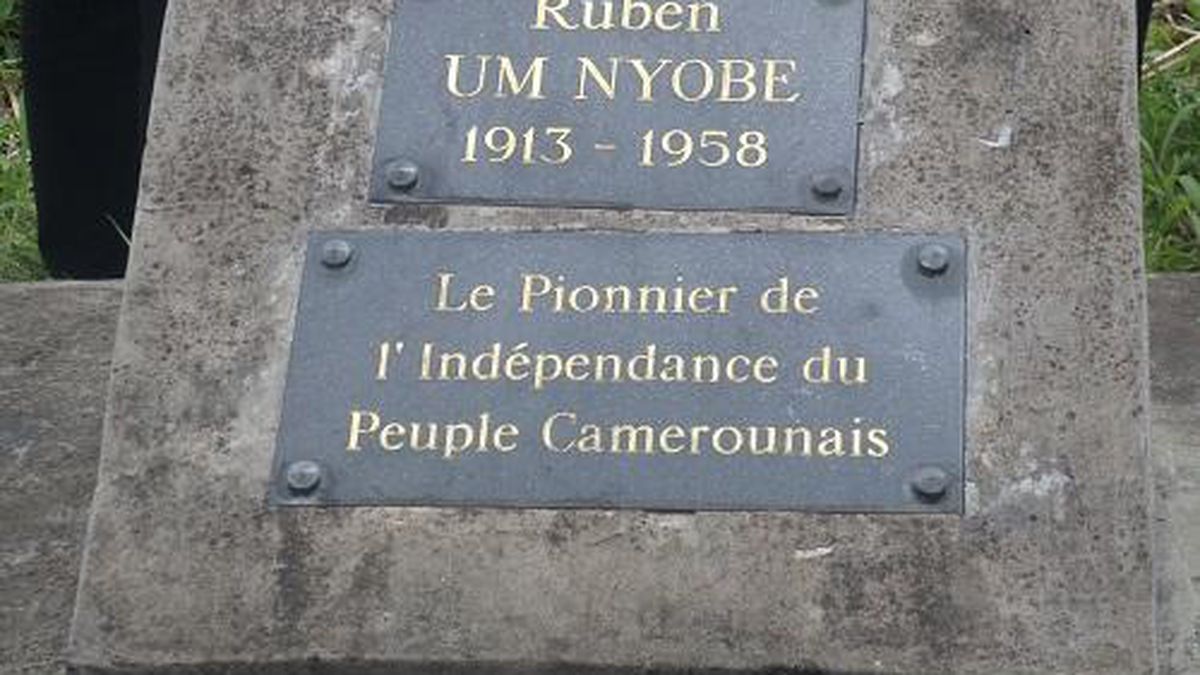 Ruben
UM NYOBE
1913 - 1958
Le Pionnier de
l'Indépendance du
Peuple Camerounais